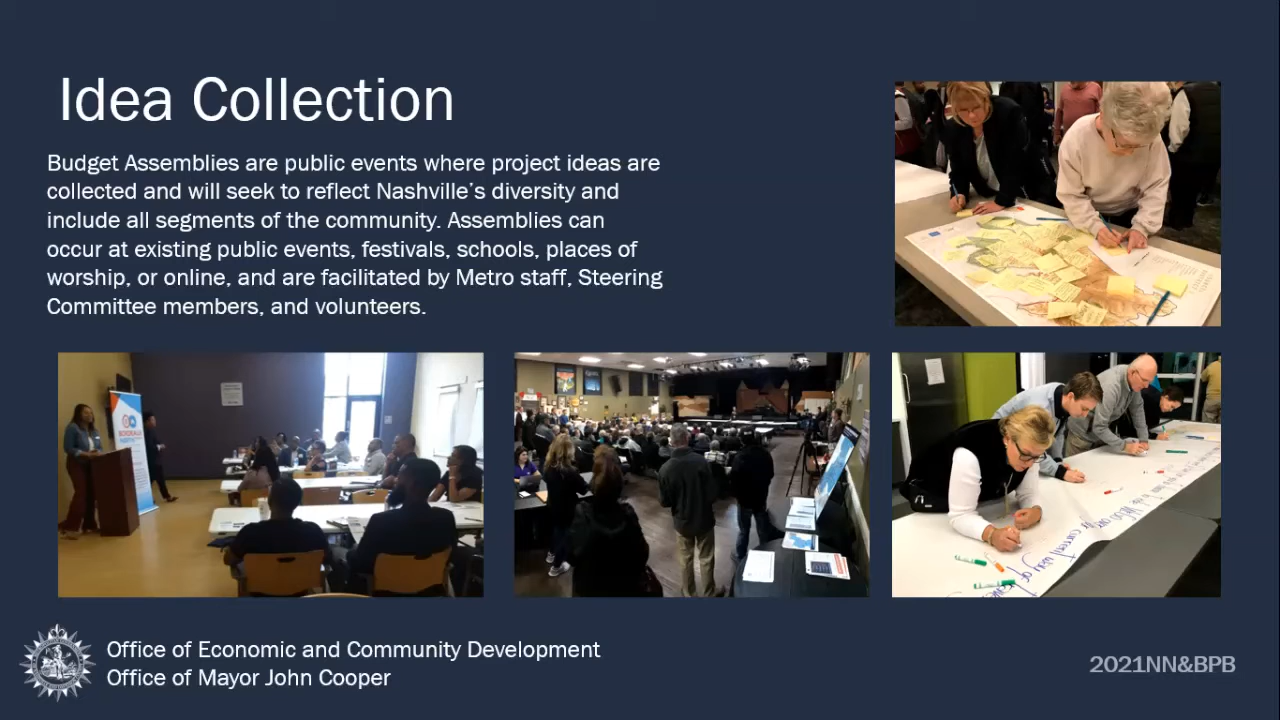 Idea Collection
Budget Assemblies are public events where project ideas are
collected and will seek to reflect Nashville's diversity and
include all segments of the community. Assemblies can
occur at existing public events, festivals, schools, places of
worship, or online, and are facilitated by Metro staff, Steering
Committee members, and volunteers.
current way of
Office of Economic and Community Development
Office of Mayor John Cooper
2021NN&BPB